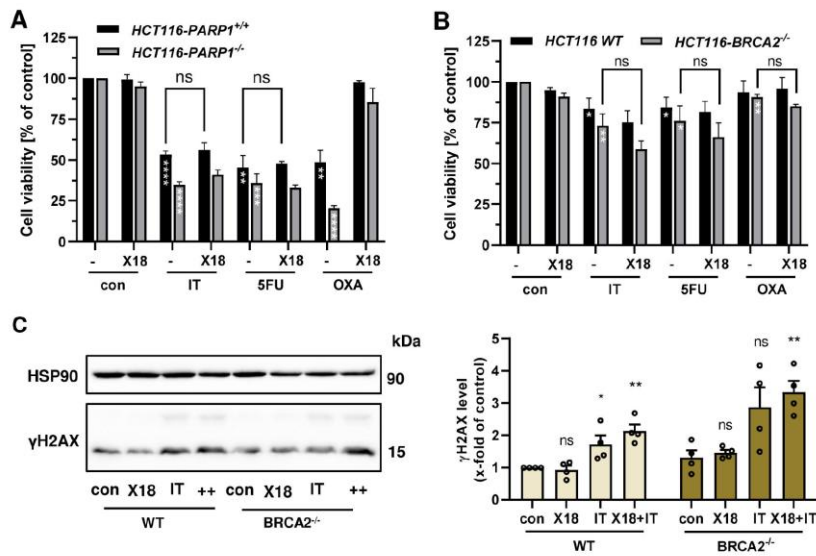 A
HCT116-PARP1+/+
HCT116-PARP1-/-
Cell viability [% of control]
125
100
75
50
25
0
ns
ns
****
****
**
***
**
****
- X18 - X18 - X18 - X18
con IT 5FU OXA
B
HCT116 WT HCT116-BRCA2-/-
Cell viability [% of control]
125
100
75
50
25
0
ns
ns
ns
*
**
*
*
**
- X18 - X18 - X18 - X18
con IT 5FU OXA
C
kDa
HSP90
90
γH2AX
15
con X18 IT ++ con X18 IT ++
WT BRCA2-/-
γH2AX level
(x-fold of control)
5
4
3
2
1
0
ns
*
**
ns
ns
**
con X18 IT X18+IT con X18 IT X18+IT
WT BRCA2-/-